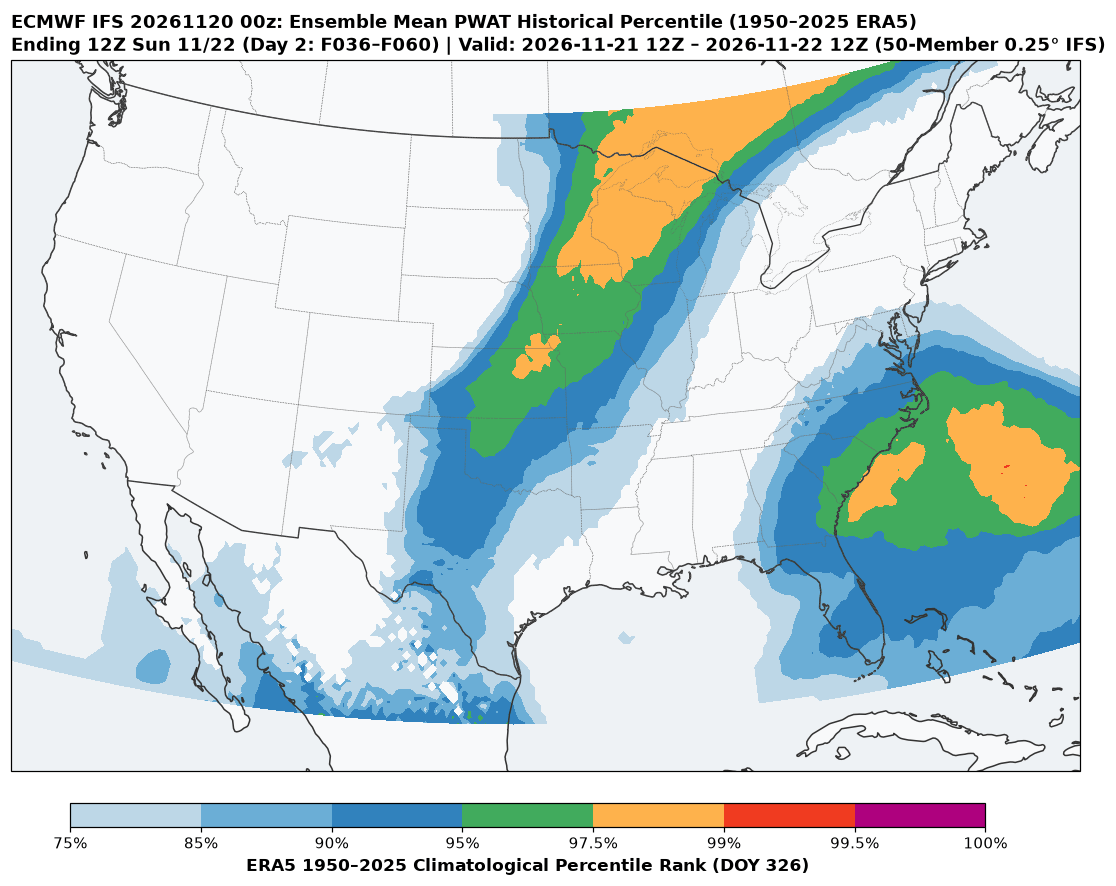 ECMWF IFS 20261120 00z: Ensemble Mean PWAT Historical Percentile (1950–2025 ERA5)
Ending 12Z Sun 11/22 (Day 2: F036–F060) | Valid: 2026-11-21 12Z – 2026-11-22 12Z (50-Member 0.25° IFS)
75% 85% 90% 95% 97.5% 99% 99.5% 100%
ERA5 1950–2025 Climatological Percentile Rank (DOY 326)